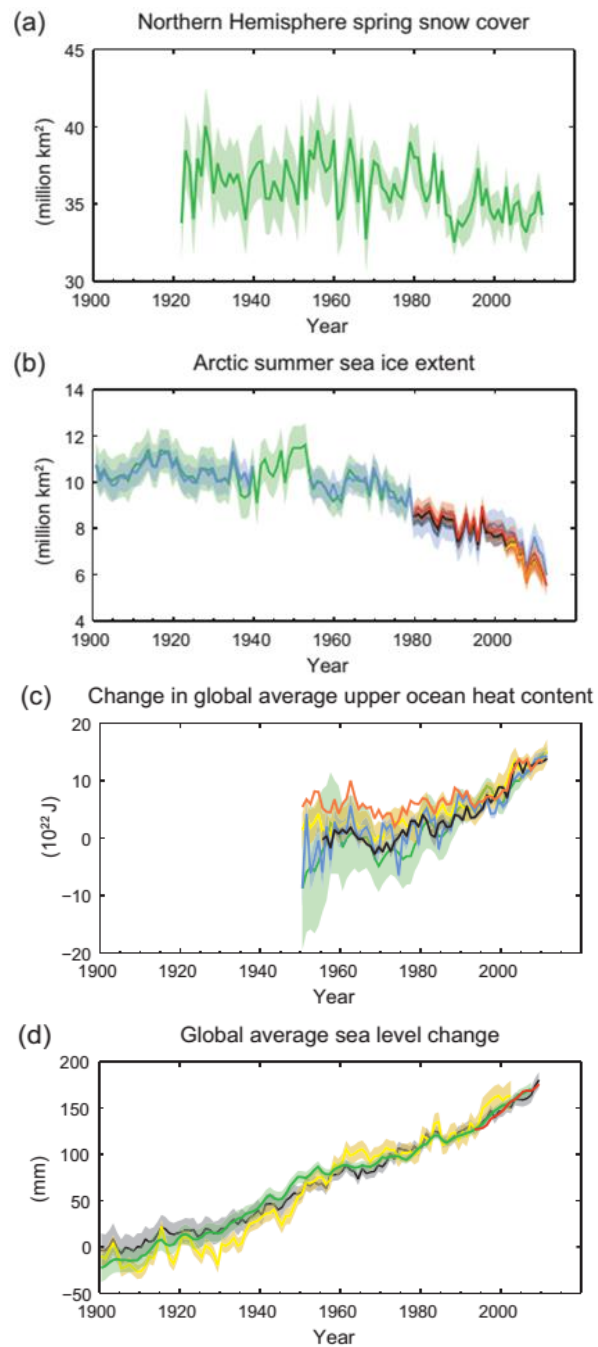 (a) Northern Hemisphere spring snow cover
45
40
35
30
(million km²)
1900 1920 1940 1960 1980 2000
Year
(b) Arctic summer sea ice extent
14
12
10
8
6
4
(million km²)
1900 1920 1940 1960 1980 2000
Year
(c) Change in global average upper ocean heat content
20
10
0
−10
−20
(10²² J)
1900 1920 1940 1960 1980 2000
Year
(d) Global average sea level change
200
150
100
50
0
−50
(mm)
1900 1920 1940 1960 1980 2000
Year